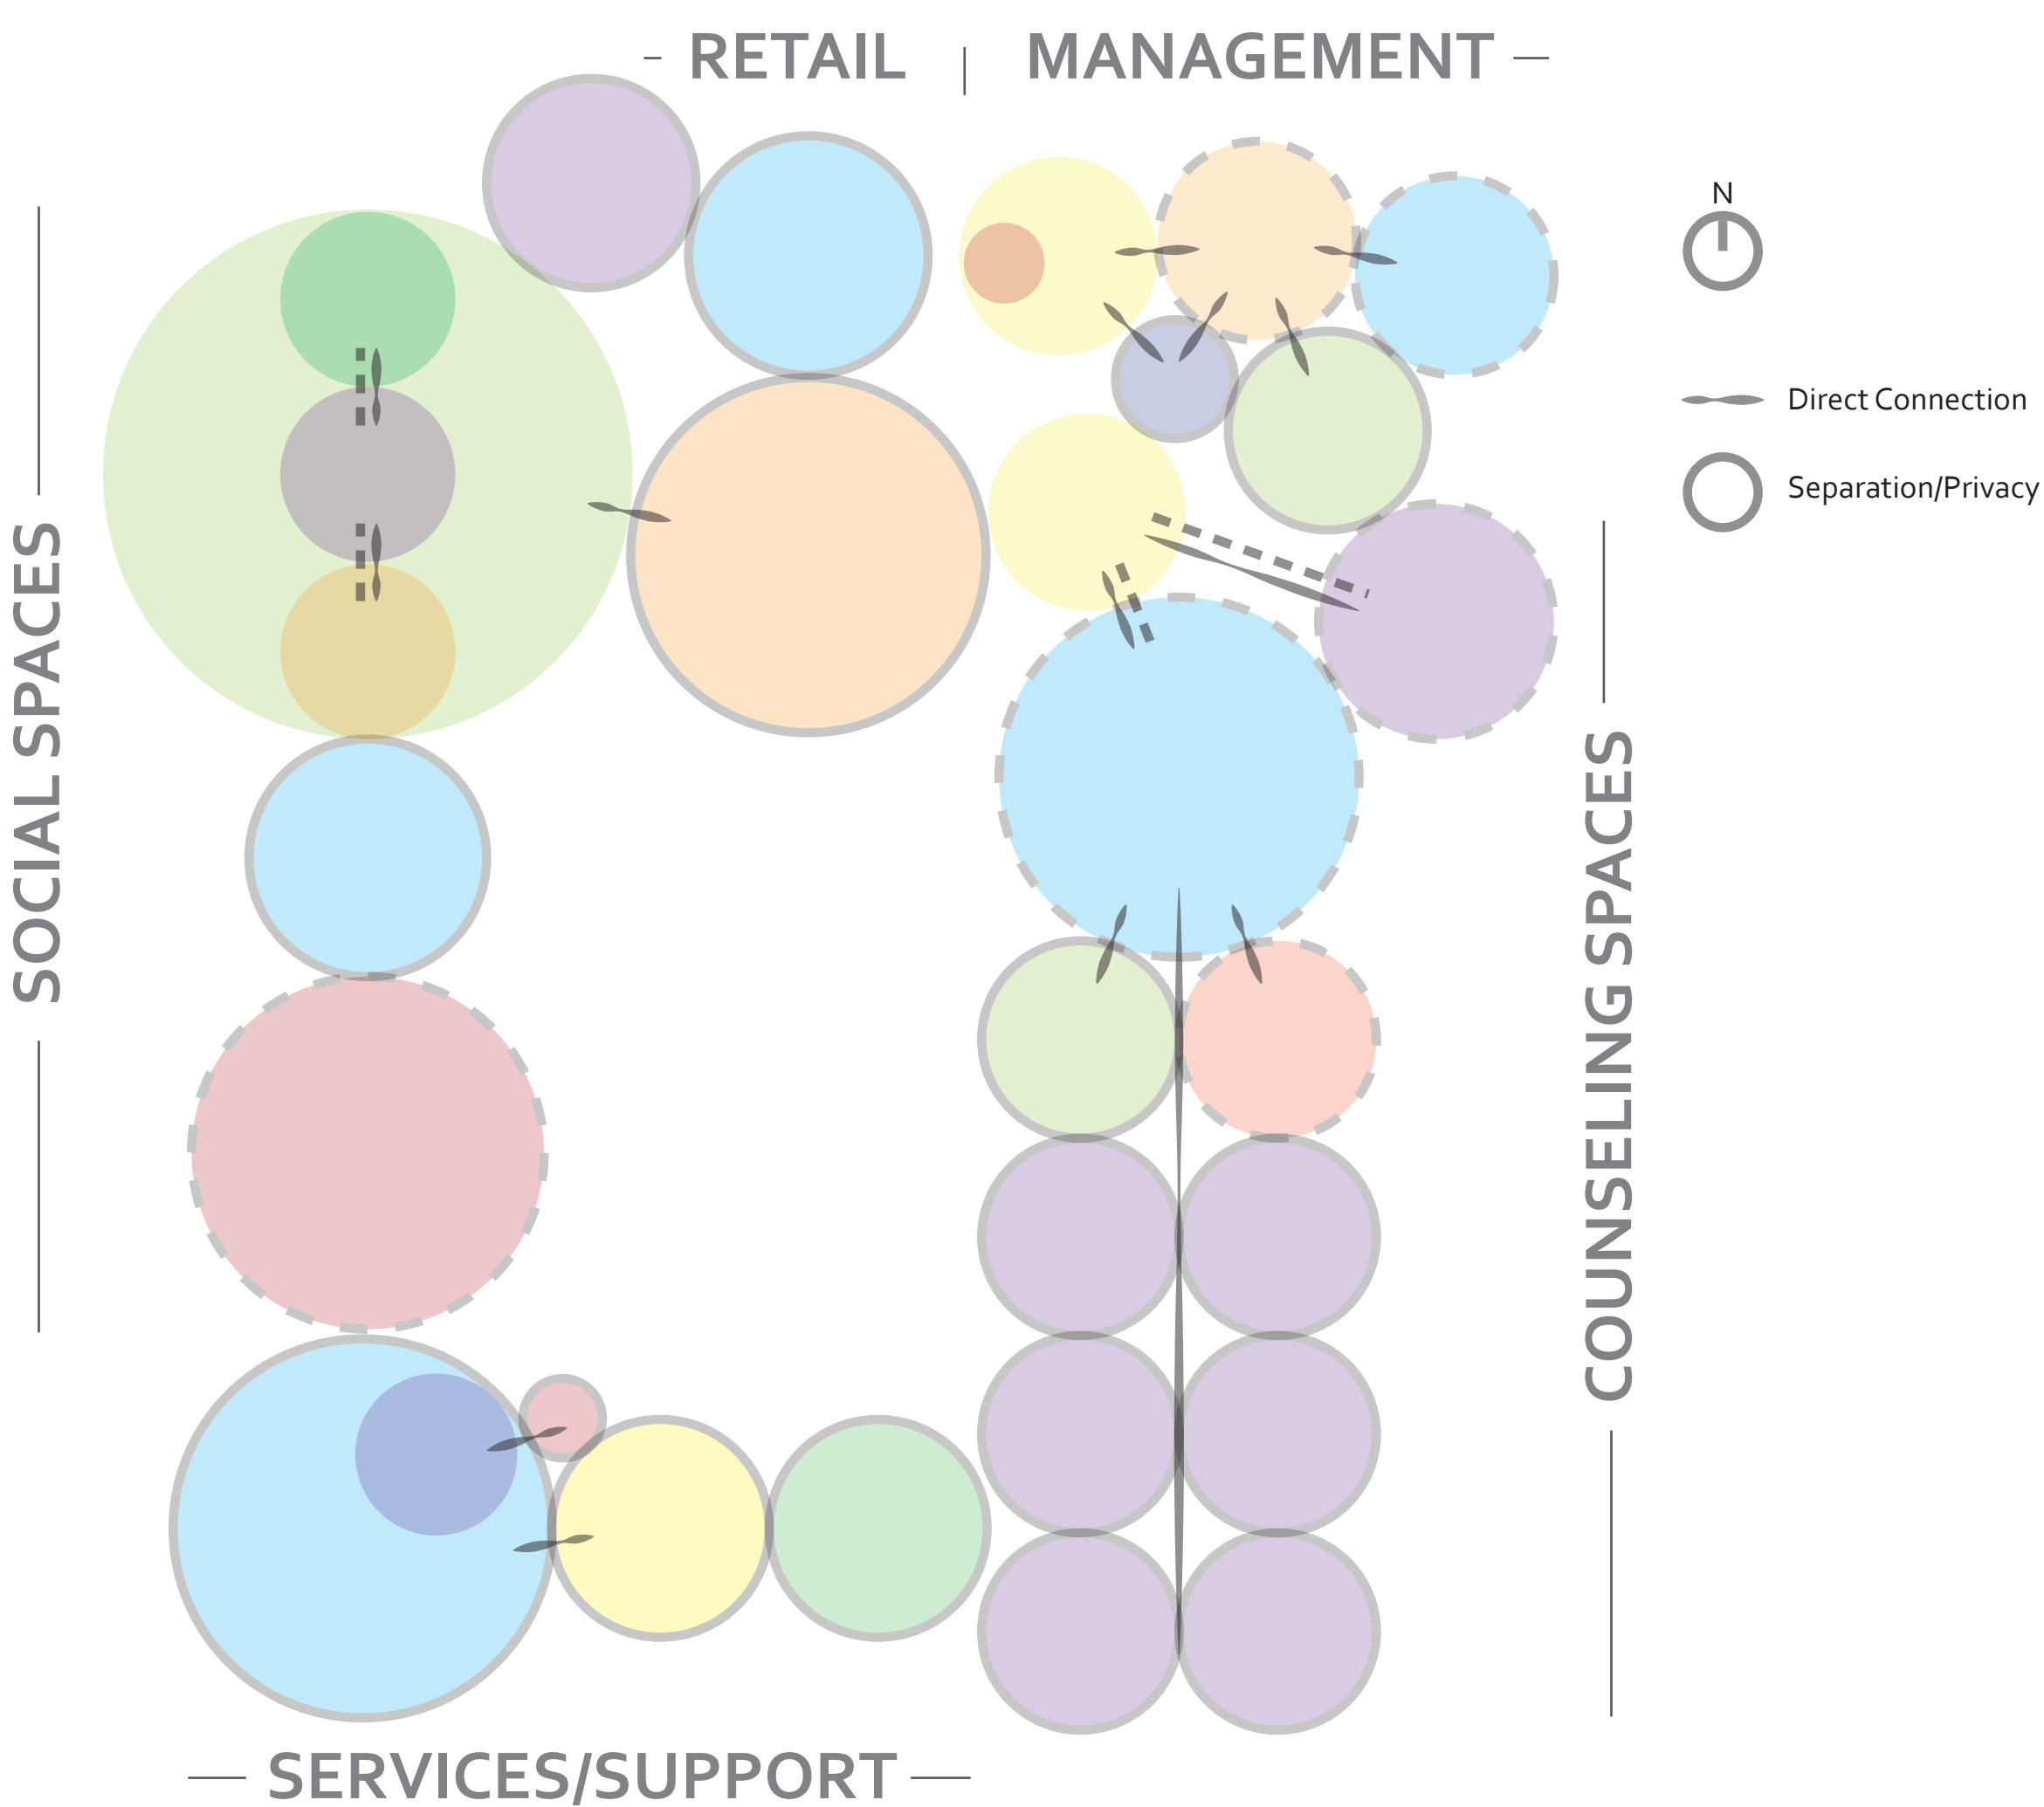 RETAIL
MANAGEMENT
N
Direct Connection
Separation/Privacy
SOCIAL SPACES
COUNSELING SPACES
SERVICES/SUPPORT